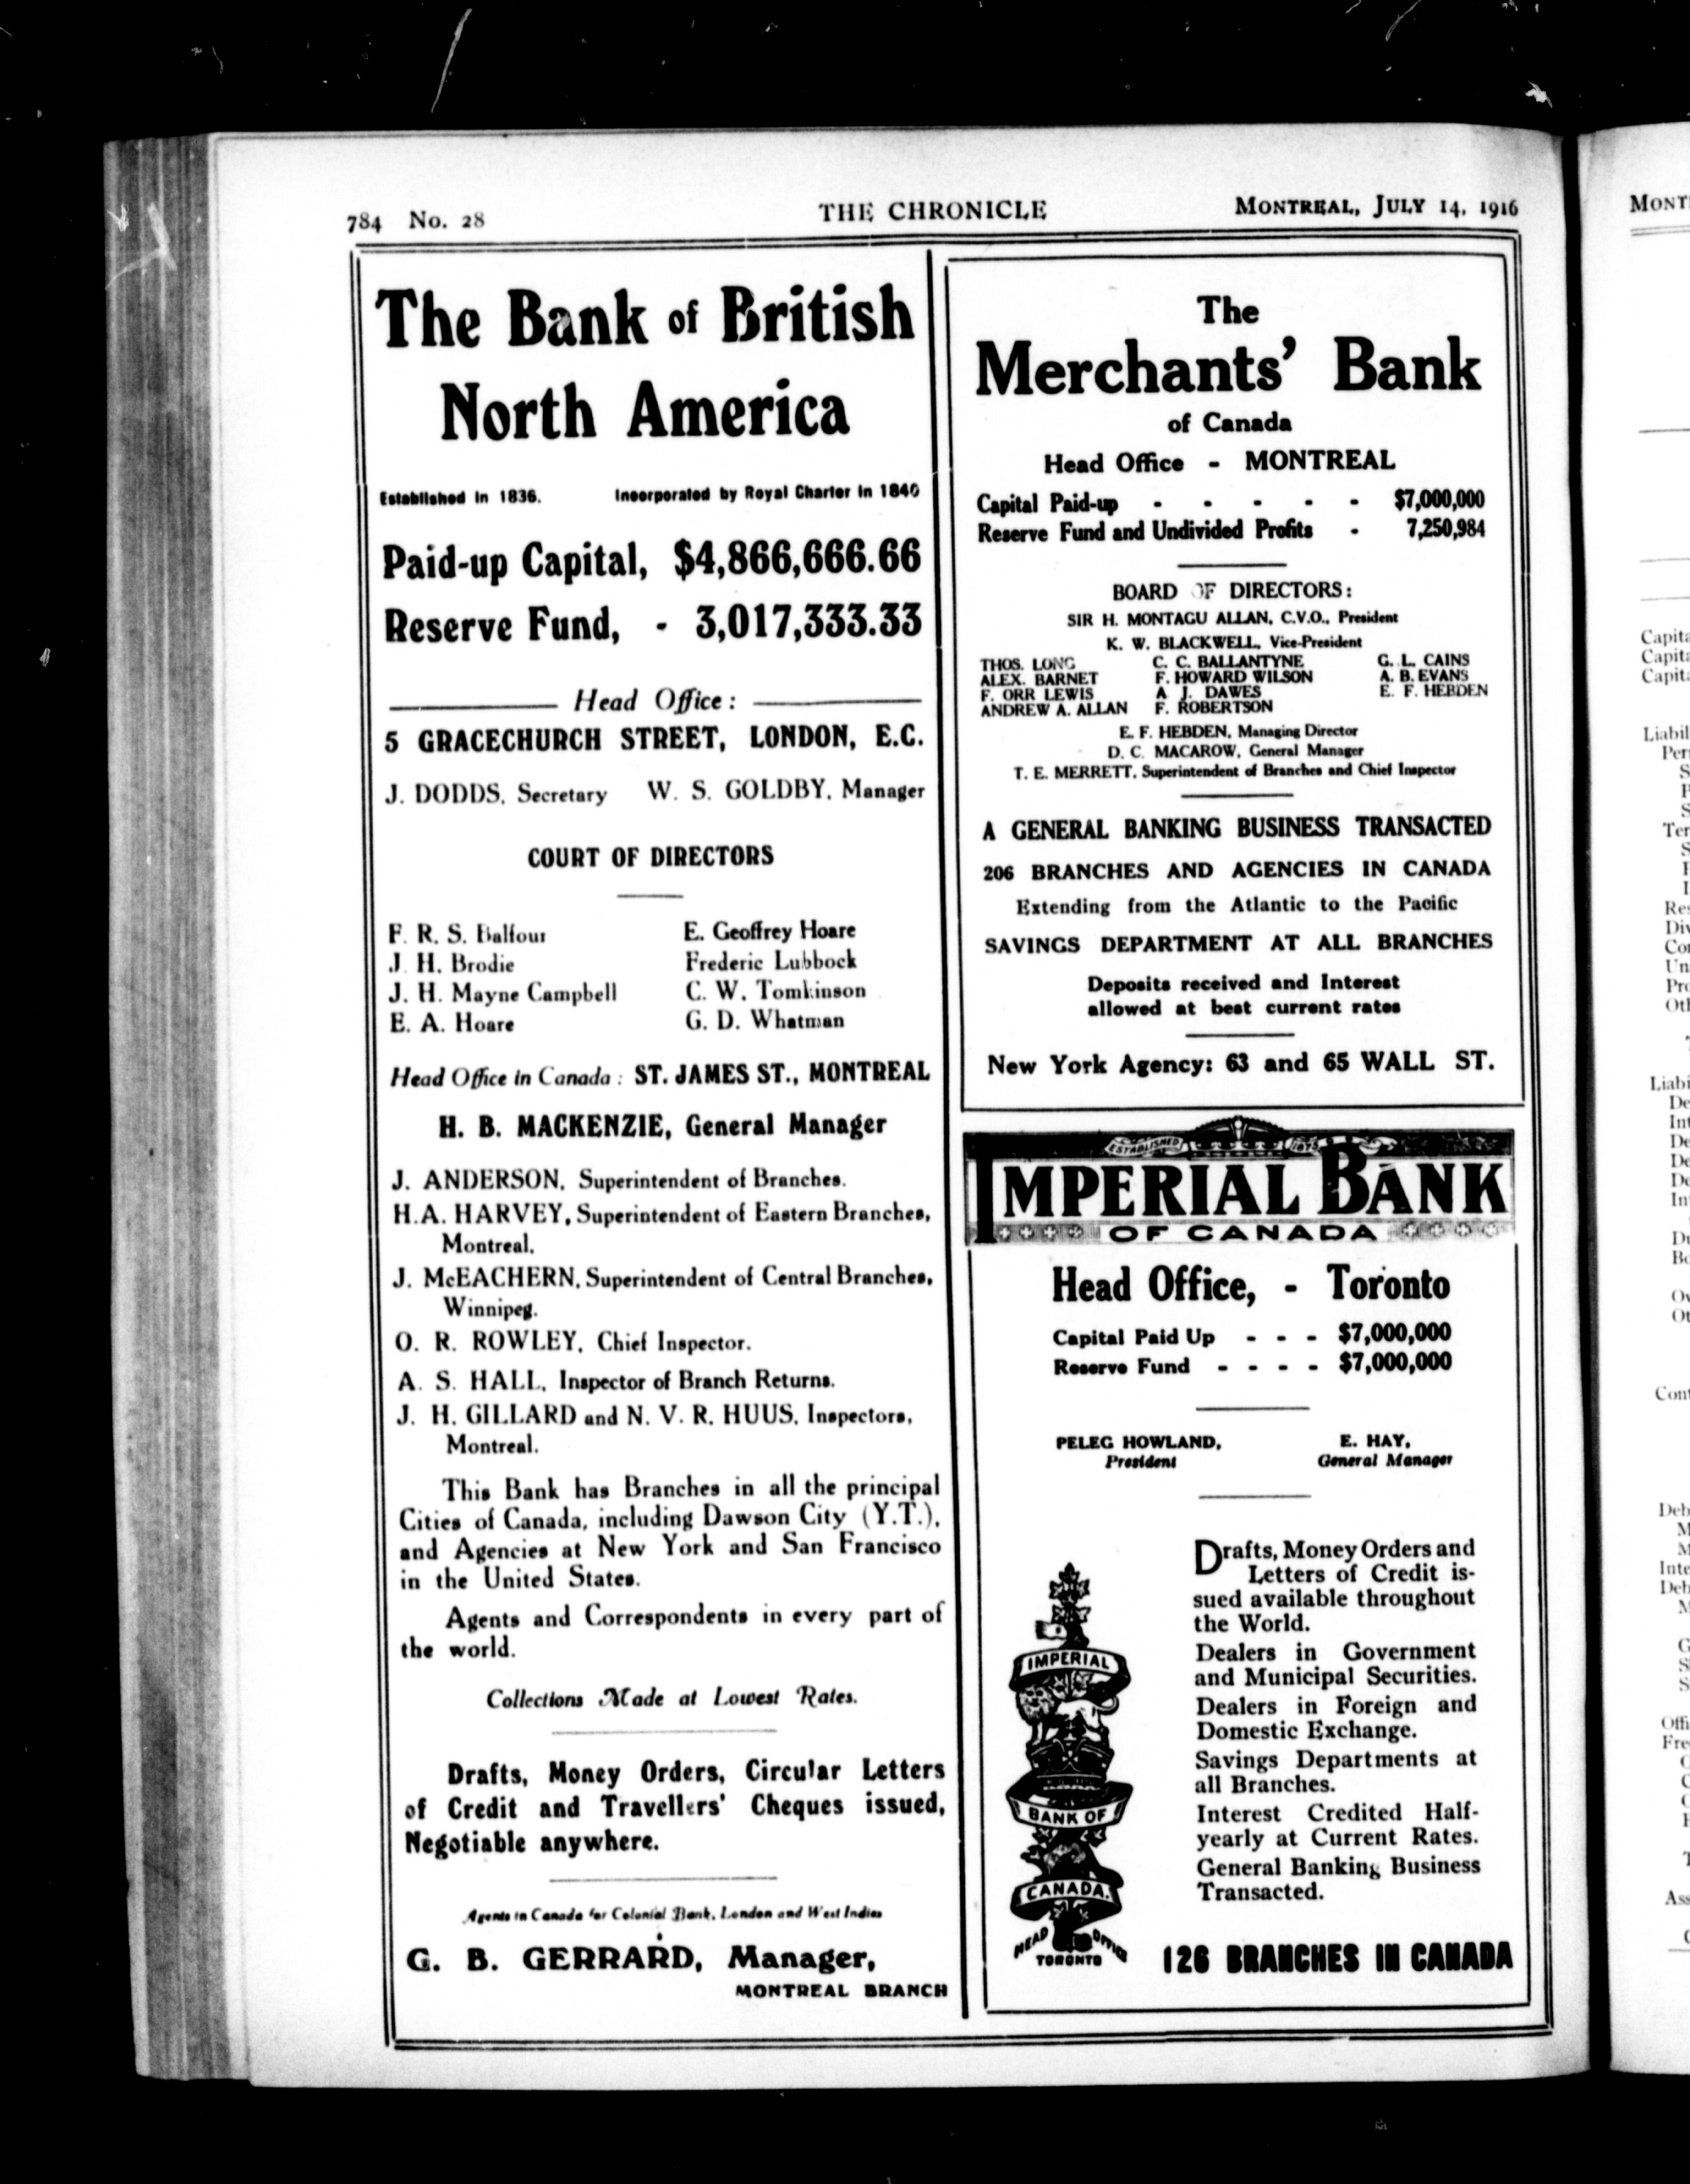 784 No. 28
THE CHRONICLE
MONTREAL, JULY 14, 1916
The Bank of British
North America
Established in 1836.
Incorporated by Royal Charter in 1840
Paid-up Capital, $4,866,666.66
Reserve Fund, - 3,017,333.33
Head Office :
5 GRACECHURCH STREET, LONDON, E.C.
J. DODDS, Secretary W. S. GOLDBY, Manager
COURT OF DIRECTORS
F. R. S. Balfour
J. H. Brodie
J. H. Mayne Campbell
E. A. Hoare
E. Geoffrey Hoare
Frederic Lubbock
C. W. Tomkinson
G. D. Whatman
Head Office in Canada : ST. JAMES ST., MONTREAL
H. B. MACKENZIE, General Manager
J. ANDERSON, Superintendent of Branches.
H.A. HARVEY, Superintendent of Eastern Branches,
Montreal.
J. McEACHERN, Superintendent of Central Branches,
Winnipeg.
O. R. ROWLEY, Chief Inspector.
A. S. HALL, Inspector of Branch Returns.
J. H. GILLARD and N. V. R. HUUS, Inspectors,
Montreal.
This Bank has Branches in all the principal
Cities of Canada, including Dawson City (Y.T.),
and Agencies at New York and San Francisco
in the United States.
Agents and Correspondents in every part of
the world.
Collections Made at Lowest Rates.
Drafts, Money Orders, Circular Letters
of Credit and Travellers' Cheques issued,
Negotiable anywhere.
Agents in Canada for Colonial Bank, London and West Indies
G. B. GERRARD, Manager,
MONTREAL BRANCH
The
Merchants' Bank
of Canada
Head Office - MONTREAL
Capital Paid-up - - - - - $7,000,000
Reserve Fund and Undivided Profits - 7,250,984
BOARD OF DIRECTORS :
SIR H. MONTAGU ALLAN, C.V.O., President
K. W. BLACKWELL, Vice-President
THOS. LONG C. C. BALLANTYNE G. L. CAINS
ALEX. BARNET F. HOWARD WILSON A. B. EVANS
F. ORR LEWIS A. J. DAWES E. F. HEBDEN
ANDREW A. ALLAN F. ROBERTSON
E. F. HEBDEN, Managing Director
D. C. MACAROW, General Manager
T. E. MERRETT, Superintendent of Branches and Chief Inspector
A GENERAL BANKING BUSINESS TRANSACTED
206 BRANCHES AND AGENCIES IN CANADA
Extending from the Atlantic to the Pacific
SAVINGS DEPARTMENT AT ALL BRANCHES
Deposits received and Interest
allowed at best current rates
New York Agency: 63 and 65 WALL ST.
ESTABLISHED 1875
IMPERIAL BANK
OF CANADA
Head Office, - Toronto
Capital Paid Up - - - $7,000,000
Reserve Fund - - - - $7,000,000
PELEG HOWLAND,
President
E. HAY,
General Manager
Drafts, Money Orders and
Letters of Credit is-
sued available throughout
the World.
Dealers in Government
and Municipal Securities.
Dealers in Foreign and
Domestic Exchange.
Savings Departments at
all Branches.
Interest Credited Half-
yearly at Current Rates.
General Banking Business
Transacted.
IMPERIAL
BANK OF
CANADA.
HEAD OFFICE
TORONTO
126 BRANCHES IN CANADA